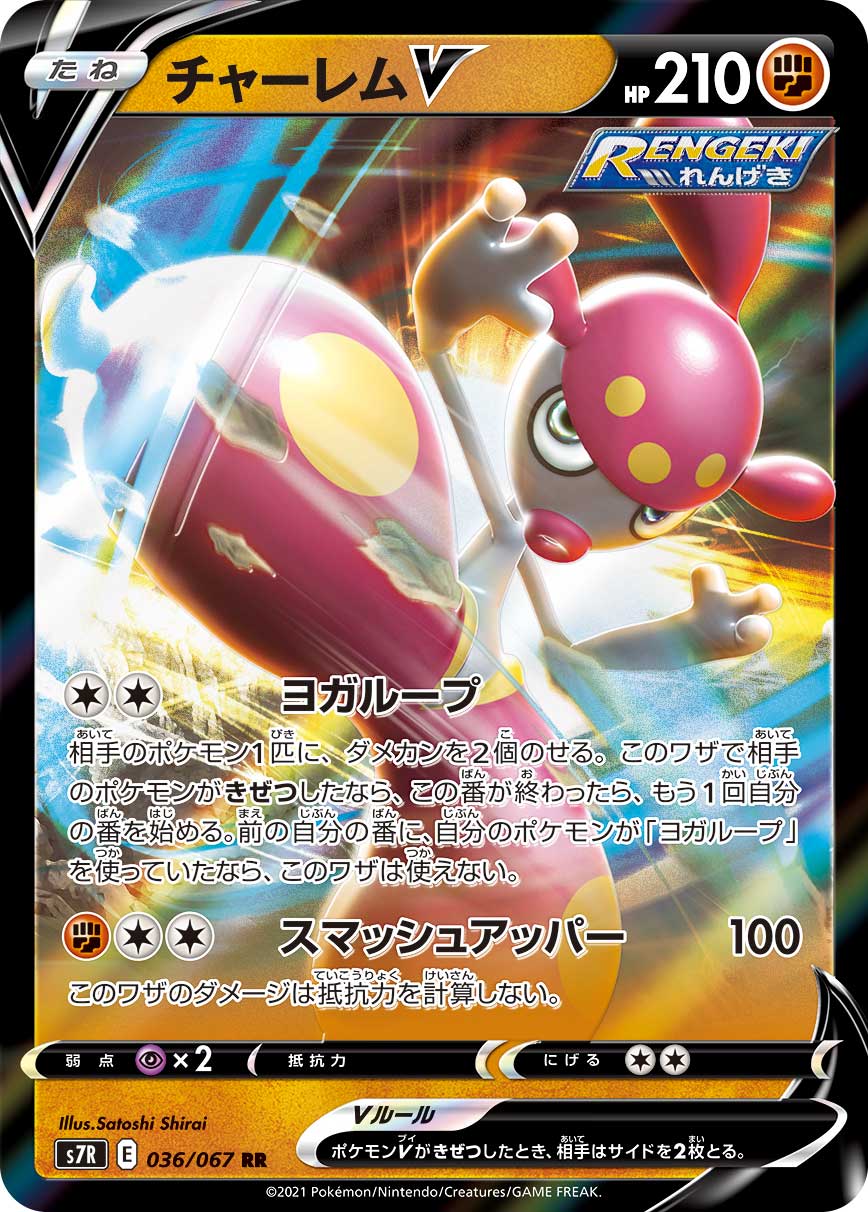 たね チャーレムV HP 210
RENGEKI
れんげき
ヨガループ
相手のポケモン1匹に、ダメカンを2個のせる。このワザで相手
のポケモンがきぜつしたなら、この番が終わったら、もう1回自分
の番を始める。前の自分の番に、自分のポケモンが「ヨガループ」
を使っていたなら、このワザは使えない。
スマッシュアッパー 100
このワザのダメージは抵抗力を計算しない。
弱点 ×2 抵抗力 にげる
Illus.Satoshi Shirai
Vルール
ポケモンVがきぜつしたとき、相手はサイドを2枚とる。
s7R E 036/067 RR
©2021 Pokémon/Nintendo/Creatures/GAME FREAK.